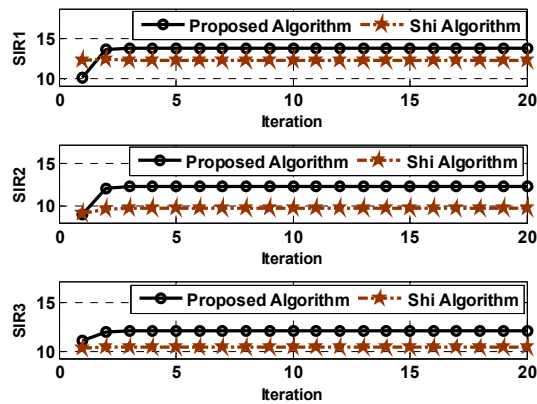 Proposed Algorithm Shi Algorithm
SIR1
15
10
0 5 10 15 20
Iteration
Proposed Algorithm Shi Algorithm
SIR2
15
10
0 5 10 15 20
Iteration
Proposed Algorithm Shi Algorithm
SIR3
15
10
0 5 10 15 20
Iteration